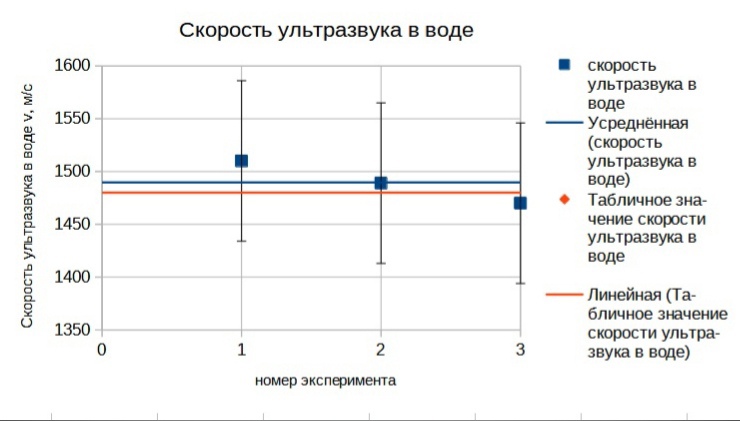 Скорость ультразвука в воде
Скорость ультразвука в воде v, м/с
1600
1550
1500
1450
1400
1350
0
1
2
3
номер эксперимента
скорость
ультразвука в
воде
Усреднённая
(скорость
ультразвука в
воде)
Табличное зна-
чение скорости
ультразвука в
воде
Линейная (Та-
бличное значение
скорости ультра-
звука в воде)